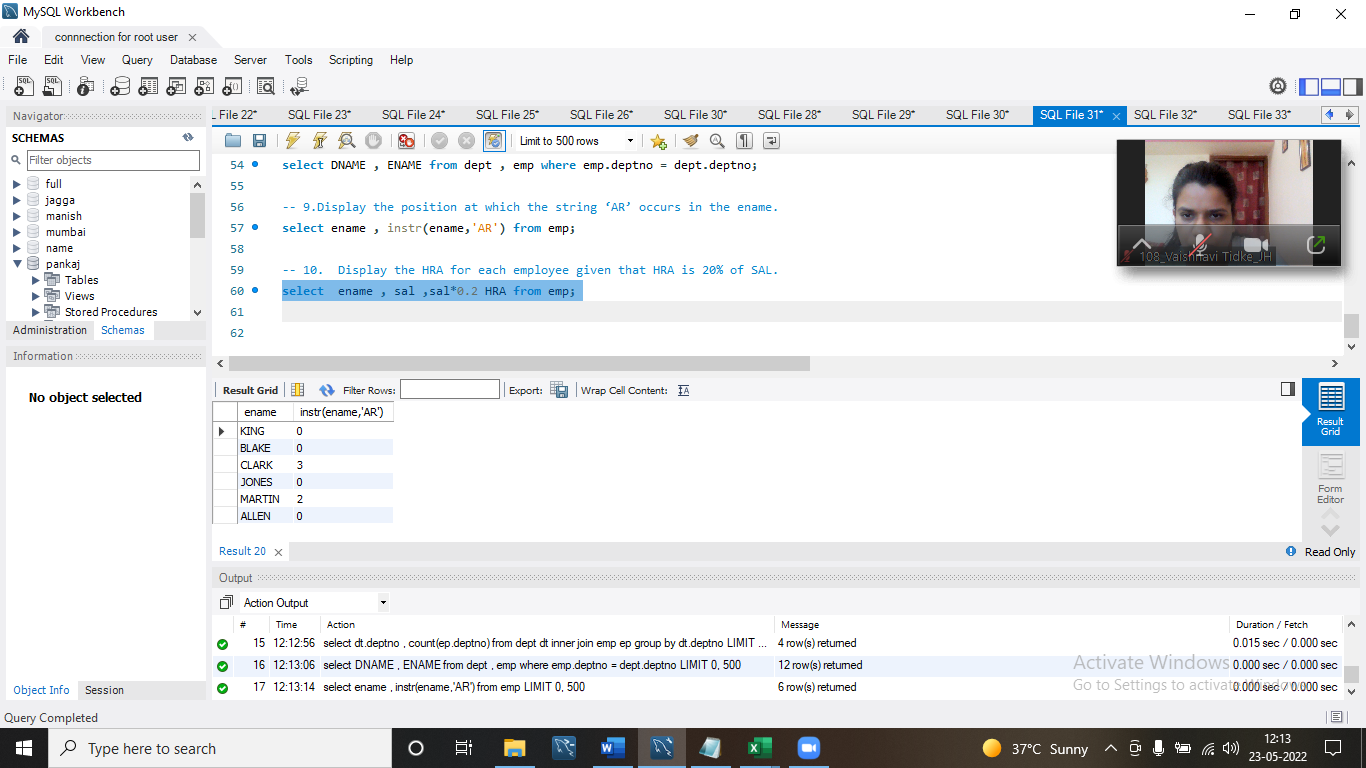 MySQL Workbench
connnection for root user
File Edit View Query Database Server Tools Scripting Help
Navigator
SCHEMAS
Filter objects
full
jagga
manish
mumbai
name
pankaj
Tables
Views
Stored Procedures
Administration Schemas
Information
No object selected
Object Info Session
File 22* SQL File 23* SQL File 24* SQL File 25* SQL File 26* SQL File 30* SQL File 28* SQL File 29* SQL File 30* SQL File 31* SQL File 32* SQL File 33*
Limit to 500 rows
54 select DNAME , ENAME from dept , emp where emp.deptno = dept.deptno;
55
56 -- 9.Display the position at which the string ‘AR’ occurs in the ename.
57 select ename , instr(ename,'AR') from emp;
58
59 -- 10. Display the HRA for each employee given that HRA is 20% of SAL.
60 select ename , sal ,sal*0.2 HRA from emp;
61
62
108_Vaishnavi Tidke_JH
Result Grid Filter Rows: Export: Wrap Cell Content:
ename instr(ename,'AR')
KING 0
BLAKE 0
CLARK 3
JONES 0
MARTIN 2
ALLEN 0
Result Grid
Form Editor
Result 20
Read Only
Output
Action Output
# Time Action Message Duration / Fetch
15 12:12:56 select dt.deptno , count(ep.deptno) from dept dt inner join emp ep group by dt.deptno LIMIT ... 4 row(s) returned 0.015 sec / 0.000 sec
16 12:13:06 select DNAME , ENAME from dept , emp where emp.deptno = dept.deptno LIMIT 0, 500 12 row(s) returned 0.000 sec / 0.000 sec
17 12:13:14 select ename , instr(ename,'AR') from emp LIMIT 0, 500 6 row(s) returned 0.000 sec / 0.000 sec
Activate Windows
Go to Settings to activate Windows.
Query Completed
Type here to search
37°C Sunny
12:13
23-05-2022